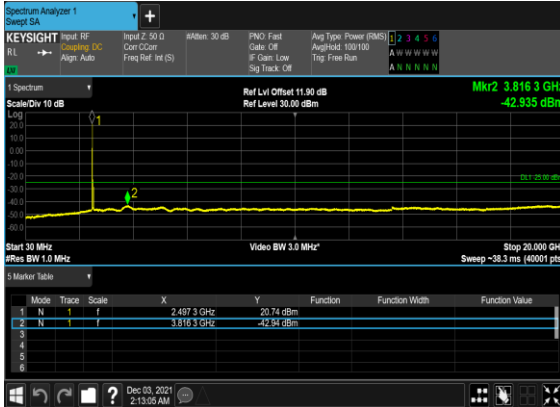 Spectrum Analyzer 1
Swept SA
+
KEYSIGHT Input: RF Input Z: 50 Ω #Atten: 30 dB PNO: Fast Avg Type: Power (RMS) 1 2 3 4 5 6
RL Coupling: DC Corr CCorr Gate: Off Avg|Hold: 100/100 A W W W W W
Align: Auto Freq Ref: Int (S) IF Gain: Low Trig: Free Run
Sig Track: Off A N N N N N
1 Spectrum Ref Lvl Offset 11.90 dB Mkr2 3.816 3 GHz
Scale/Div 10 dB Ref Level 30.00 dBm -42.935 dBm
Log
20.0
10.0
0.00
-10.0
-20.0
-30.0
-40.0
-50.0
-60.0
1
2
DL1 -25.00 dBm
Start 30 MHz Video BW 3.0 MHz* Stop 20.000 GHz
#Res BW 1.0 MHz Sweep ~38.3 ms (40001 pts)
5 Marker Table
Mode Trace Scale X Y Function Function Width Function Value
1 N 1 f 2.497 3 GHz 20.74 dBm
2 N 1 f 3.816 3 GHz -42.94 dBm
3
4
5
6
? Dec 03, 2021
2:13:05 AM